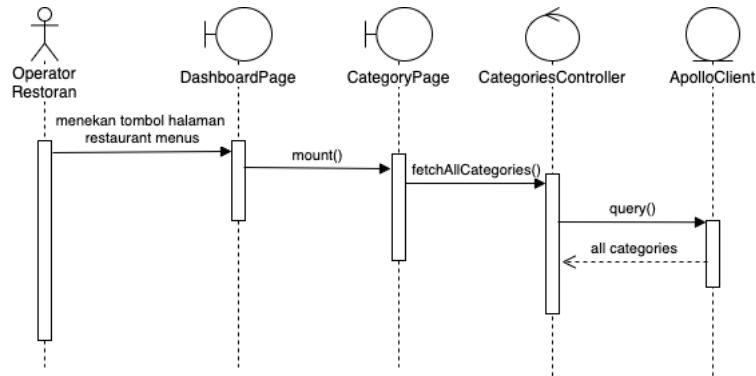 Operator
Restoran
DashboardPage
CategoryPage
CategoriesController
ApolloClient
menekan tombol halaman
restaurant menus
mount()
fetchAllCategories()
query()
all categories